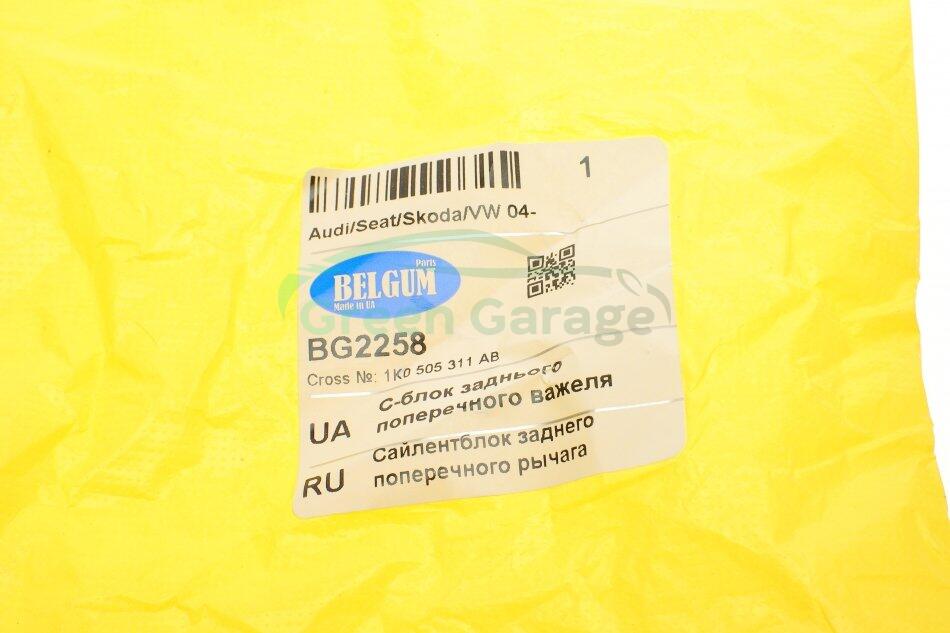 1
Audi/Seat/Skoda/VW 04-
Parts
BELGUM
Made in UA
Green Garage
BG2258
Cross №: 1K0 505 311 AB
UA
С-блок заднього
поперечного важеля
RU
Сайлентблок заднего
поперечного рычага